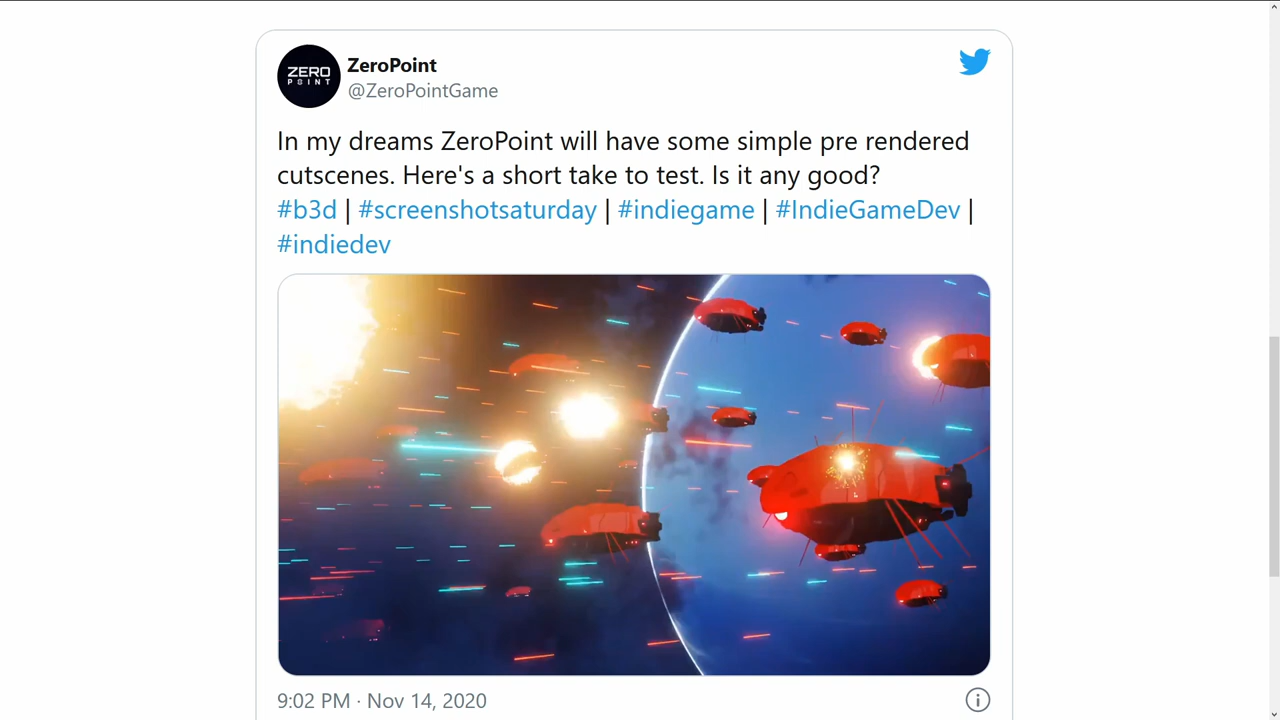 ZERO
POINT
ZeroPoint
@ZeroPointGame
In my dreams ZeroPoint will have some simple pre rendered
cutscenes. Here's a short take to test. Is it any good?
#b3d | #screenshotsaturday | #indiegame | #IndieGameDev |
#indiedev
9:02 PM · Nov 14, 2020